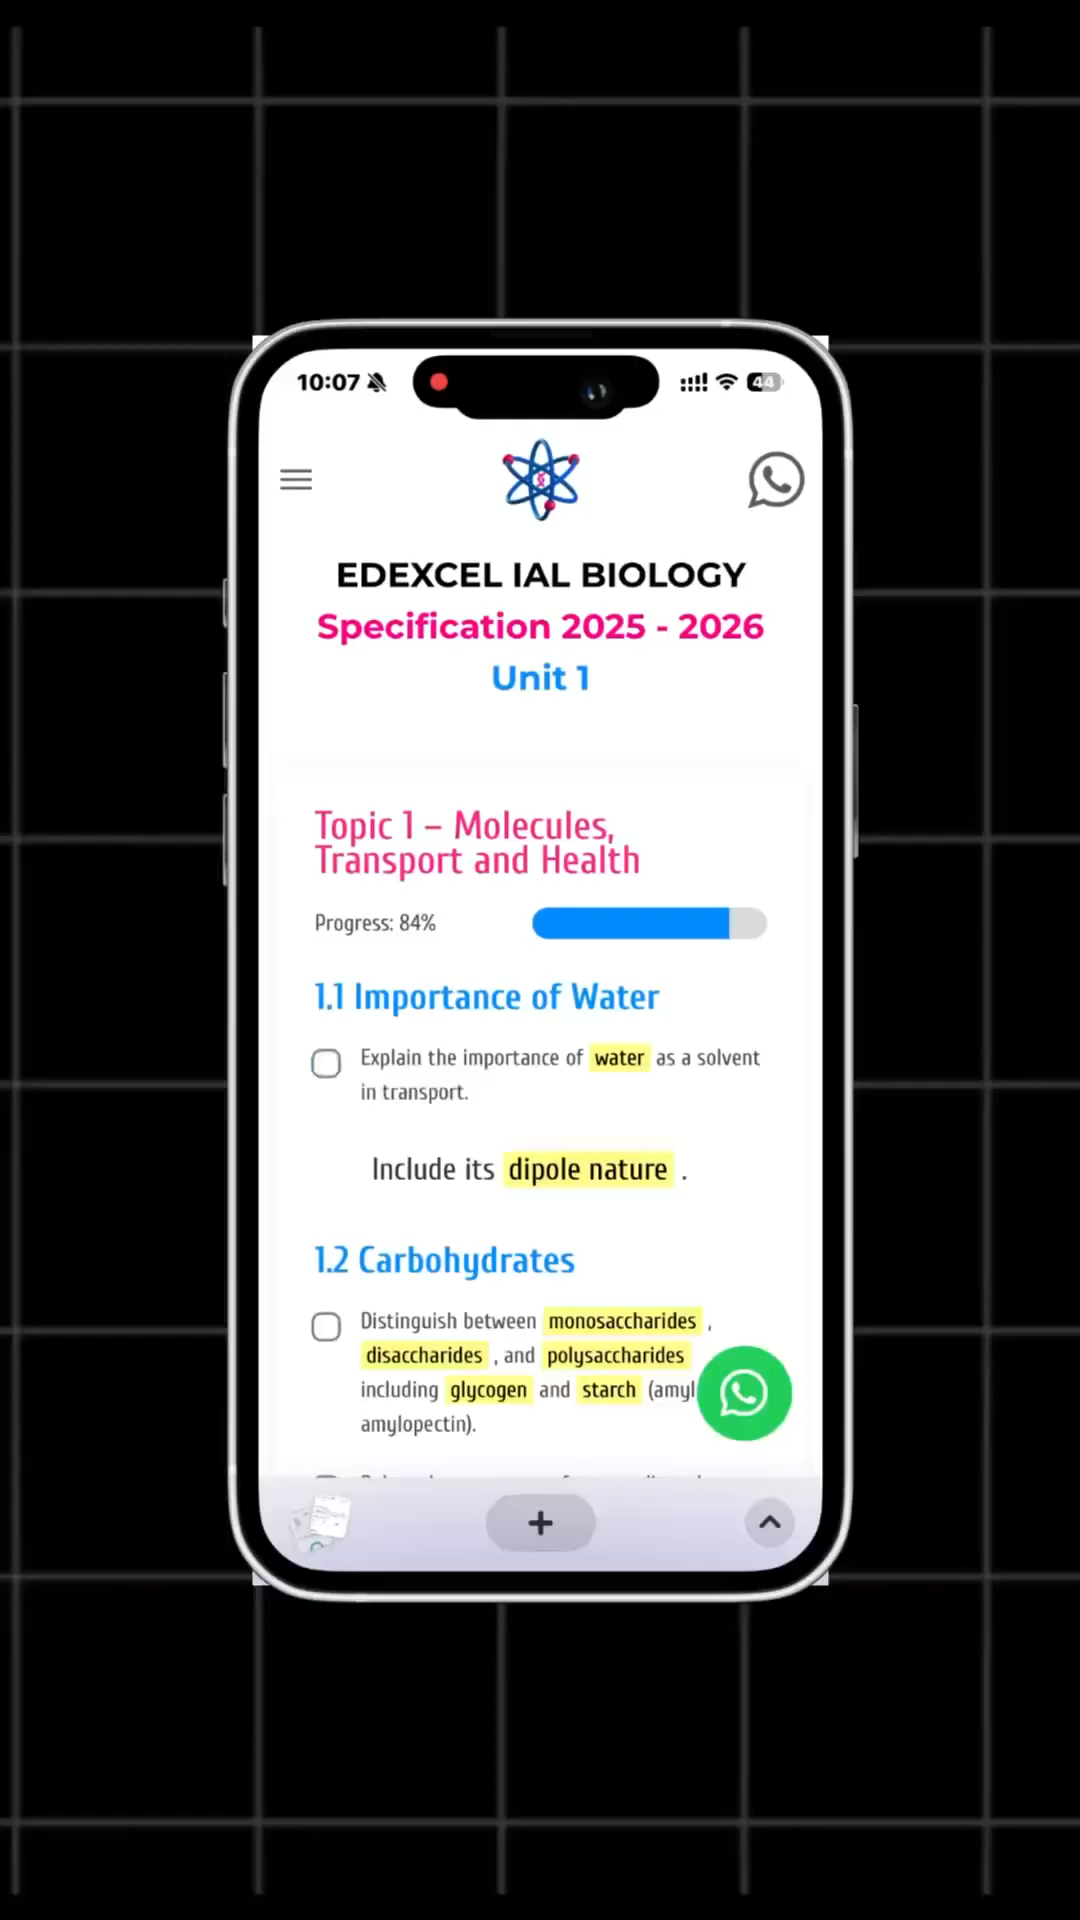 10:07
44
EDEXCEL IAL BIOLOGY
Specification 2025 - 2026
Unit 1
Topic 1 – Molecules,
Transport and Health
Progress: 84%
1.1 Importance of Water
Explain the importance of water as a solvent
in transport.
Include its dipole nature .
1.2 Carbohydrates
Distinguish between monosaccharides ,
disaccharides , and polysaccharides
including glycogen and starch (amyl
amylopectin).